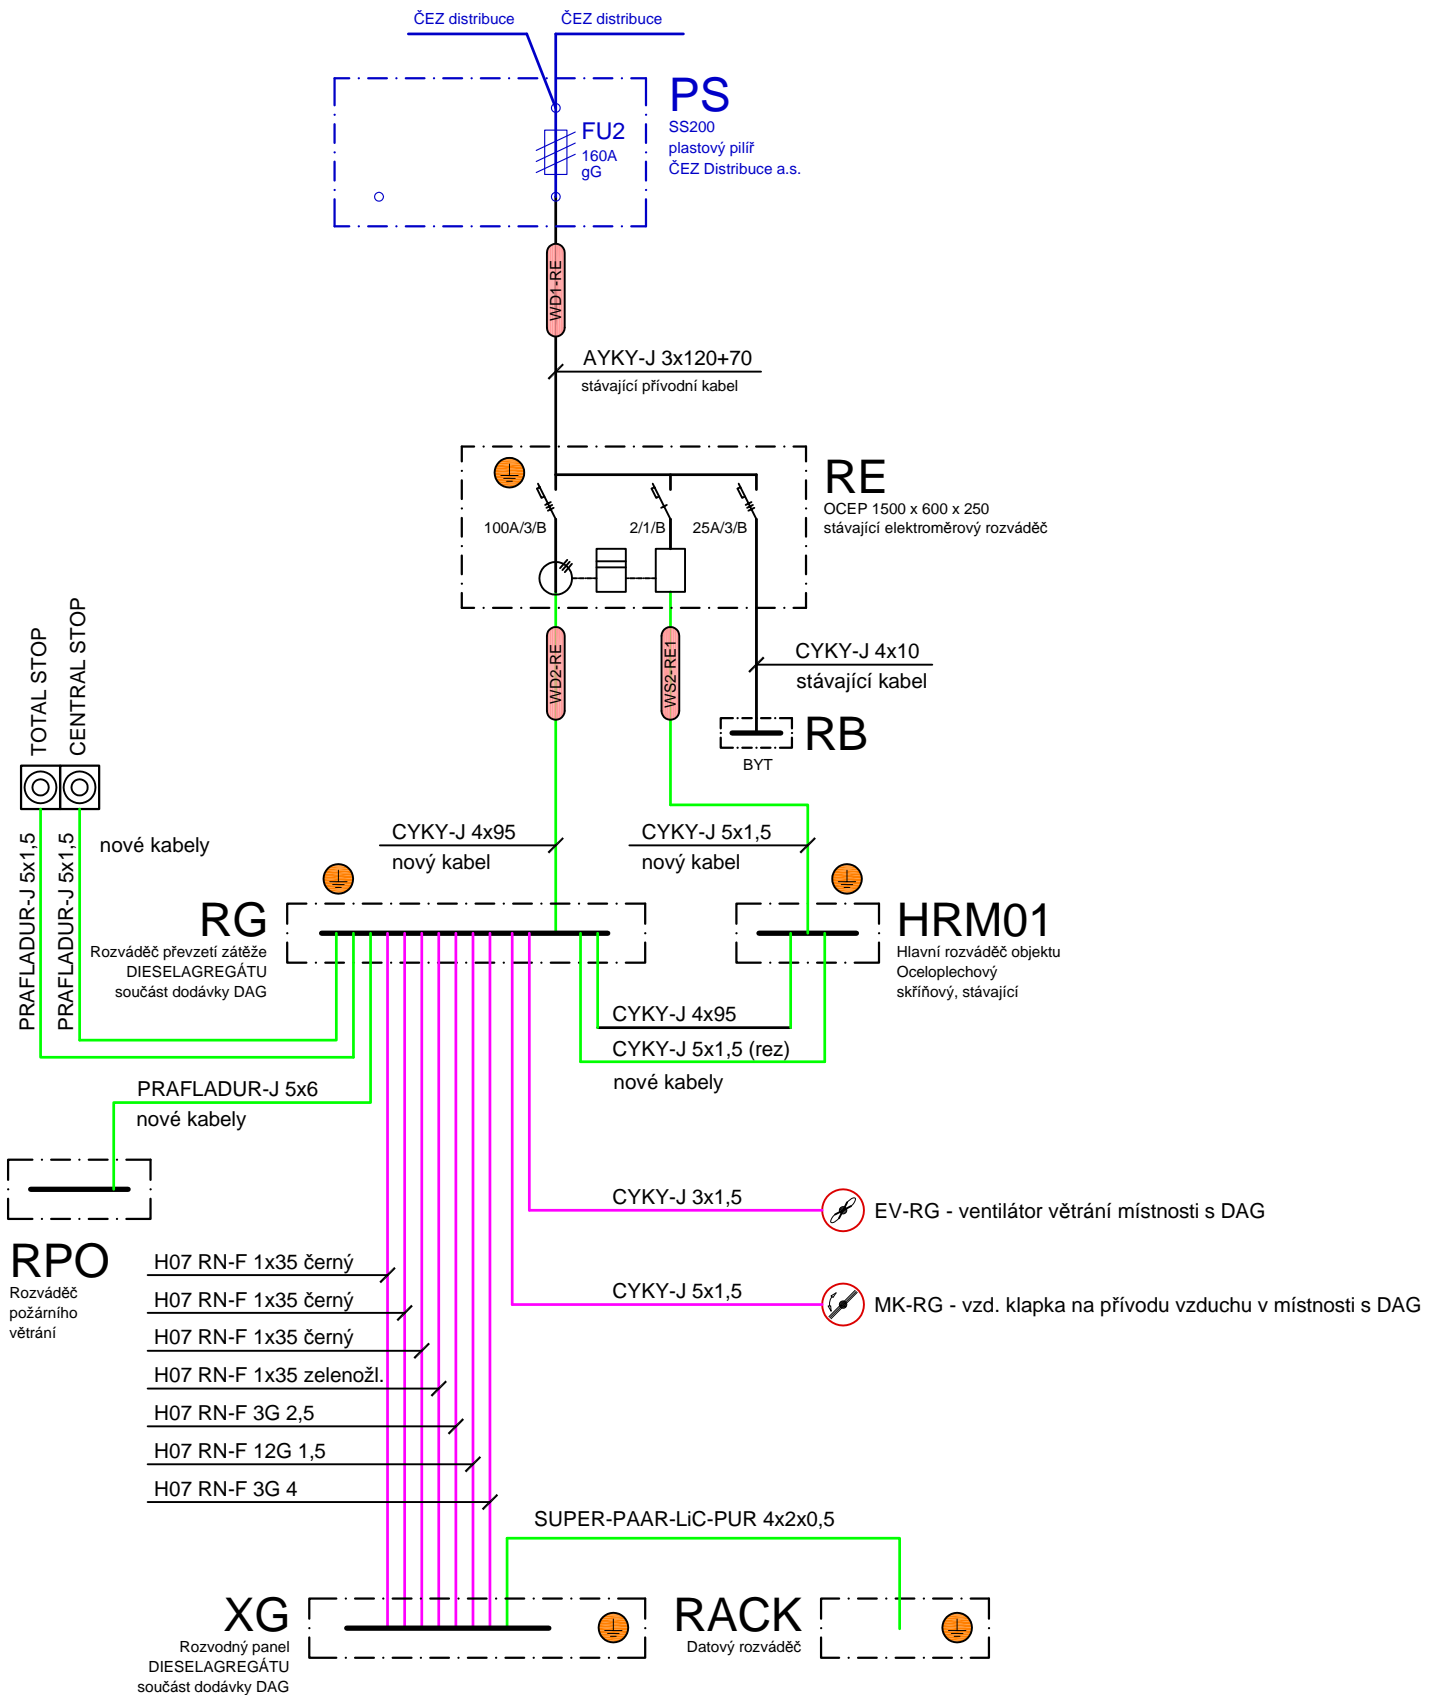 ČEZ distribuce
ČEZ distribuce
PS
SS200
plastový pilíř
ČEZ Distribuce a.s.
FU2
160A
gG
WD1-RE
AYKY-J 3x120+70
stávající přívodní kabel
RE
OCEP 1500 x 600 x 250
stávající elektroměrový rozváděč
100A/3/B
2/1/B
25A/3/B
WD2-RE
WS2-RE1
CYKY-J 4x10
stávající kabel
RB
BYT
TOTAL STOP
CENTRAL STOP
PRAFLADUR-J 5x1,5
PRAFLADUR-J 5x1,5
nové kabely
CYKY-J 4x95
nový kabel
CYKY-J 5x1,5
nový kabel
RG
Rozváděč převzetí zátěže
DIESELAGREGÁTU
součást dodávky DAG
HRM01
Hlavní rozváděč objektu
Oceloplechový
skříňový, stávající
CYKY-J 4x95
CYKY-J 5x1,5 (rez)
nové kabely
PRAFLADUR-J 5x6
nové kabely
RPO
Rozváděč
požárního
větrání
CYKY-J 3x1,5
EV-RG - ventilátor větrání místnosti s DAG
CYKY-J 5x1,5
MK-RG - vzd. klapka na přívodu vzduchu v místnosti s DAG
H07 RN-F 1x35 černý
H07 RN-F 1x35 černý
H07 RN-F 1x35 černý
H07 RN-F 1x35 zelenožl.
H07 RN-F 3G 2,5
H07 RN-F 12G 1,5
H07 RN-F 3G 4
SUPER-PAAR-LiC-PUR 4x2x0,5
XG
Rozvodný panel
DIESELAGREGÁTU
součást dodávky DAG
RACK
Datový rozváděč